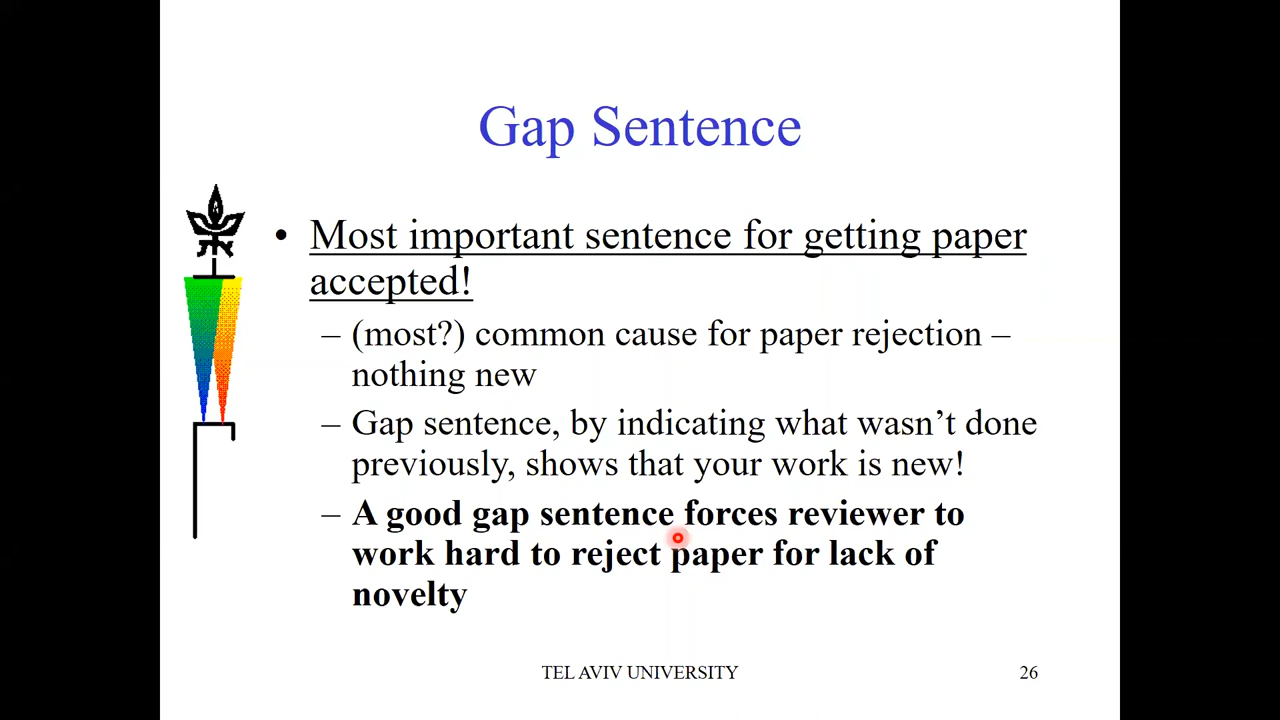 Gap Sentence
• Most important sentence for getting paper
accepted!
– (most?) common cause for paper rejection –
nothing new
– Gap sentence, by indicating what wasn’t done
previously, shows that your work is new!
– A good gap sentence forces reviewer to
work hard to reject paper for lack of
novelty
TEL AVIV UNIVERSITY
26